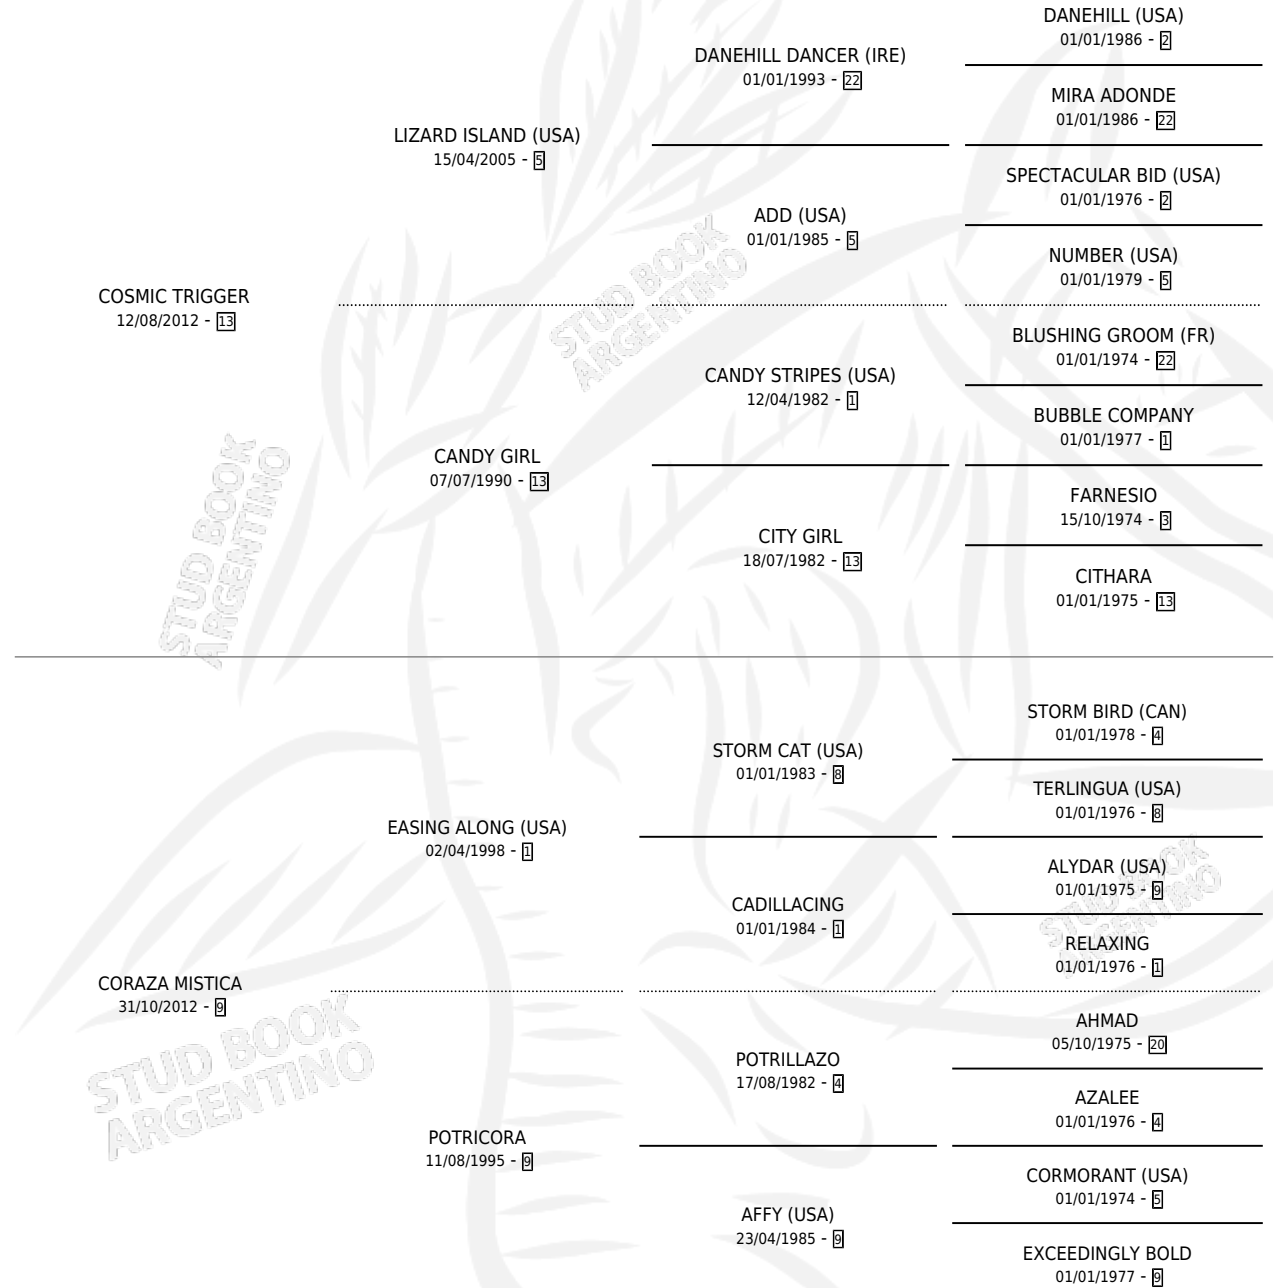 DANEHILL (USA)
01/01/1986 - 2
DANEHILL DANCER (IRE)
01/01/1993 - 22
MIRA ADONDE
01/01/1986 - 22
LIZARD ISLAND (USA)
15/04/2005 - 5
SPECTACULAR BID (USA)
01/01/1976 - 2
ADD (USA)
01/01/1985 - 5
NUMBER (USA)
01/01/1979 - 5
COSMIC TRIGGER
12/08/2012 - 13
BLUSHING GROOM (FR)
01/01/1974 - 22
CANDY STRIPES (USA)
12/04/1982 - 1
BUBBLE COMPANY
01/01/1977 - 1
CANDY GIRL
07/07/1990 - 13
FARNESIO
15/10/1974 - 3
CITY GIRL
18/07/1982 - 13
CITHARA
01/01/1975 - 13
STUD BOOK
ARGENTINO
STUD BOOK
ARGENTINO
STORM BIRD (CAN)
01/01/1978 - 4
STORM CAT (USA)
01/01/1983 - 8
TERLINGUA (USA)
01/01/1976 - 8
EASING ALONG (USA)
02/04/1998 - 1
ALYDAR (USA)
01/01/1975 - 9
CADILLACING
01/01/1984 - 1
RELAXING
01/01/1976 - 1
CORAZA MISTICA
31/10/2012 - 9
AHMAD
05/10/1975 - 20
POTRILLAZO
17/08/1982 - 4
AZALEE
01/01/1976 - 4
POTRICORA
11/08/1995 - 9
CORMORANT (USA)
01/01/1974 - 5
AFFY (USA)
23/04/1985 - 9
EXCEEDINGLY BOLD
01/01/1977 - 9
STUD BOOK
ARGENTINO
STUD BOOK
ARGENTINO